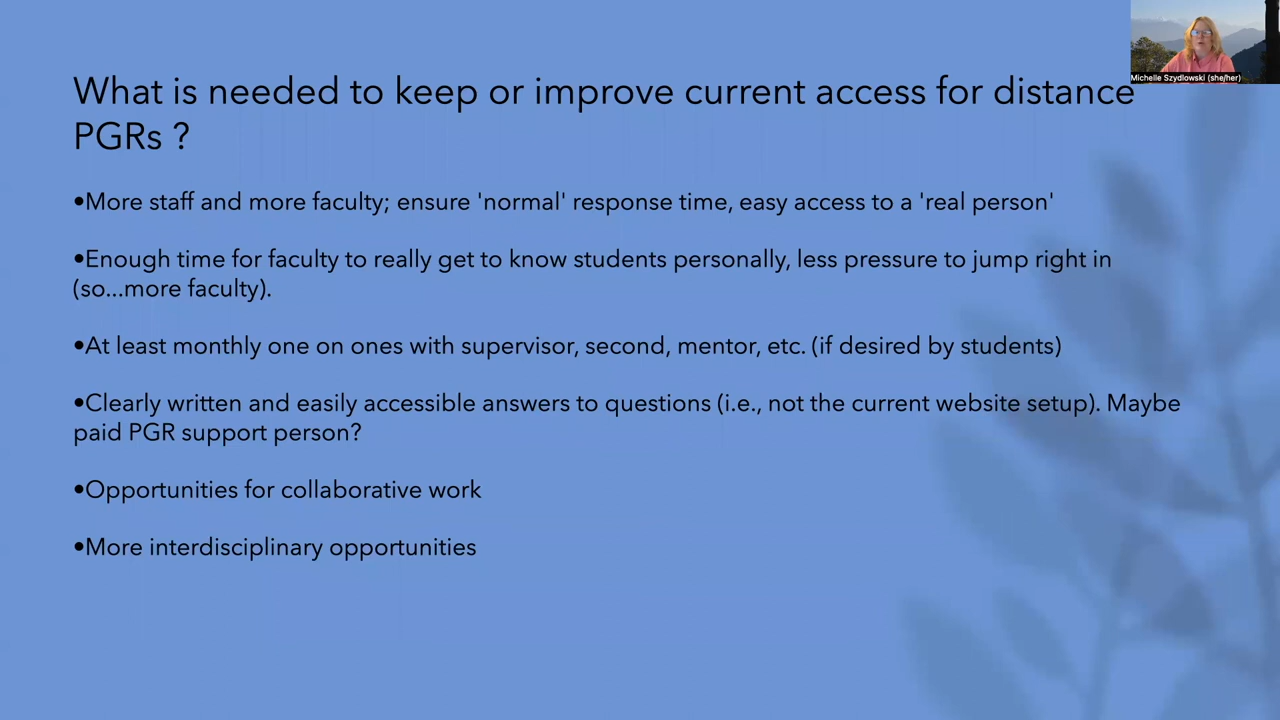 Michelle Szydlowski (she/her)
What is needed to keep or improve current access for distance
PGRs ?
•More staff and more faculty; ensure 'normal' response time, easy access to a 'real person'
•Enough time for faculty to really get to know students personally, less pressure to jump right in
(so...more faculty).
•At least monthly one on ones with supervisor, second, mentor, etc. (if desired by students)
•Clearly written and easily accessible answers to questions (i.e., not the current website setup). Maybe
paid PGR support person?
•Opportunities for collaborative work
•More interdisciplinary opportunities